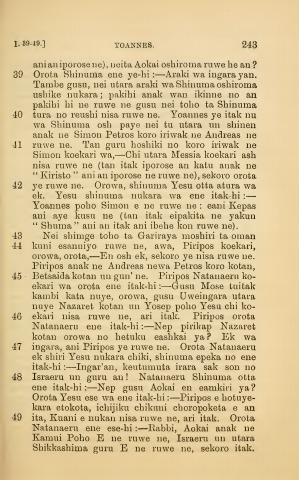 I. 39-49.] YOANNES. 243
ani an iporose ne), neita Aokai oshiroma ruwe he an?
39 Orota Shinuma ene ye-hi:—Araki wa ingara yan.
Tambe gusu, nei utara araki wa Shinuma oshiroma
ushike nukara; pakihi anak wan ikinne no an
pakihi hi ne ruwe ne gusu nei toho ta Shinuma
40 tura no reushi nisa ruwe ne. Yoannes ye itak nu
wa Shinuma osh paye nei tu utara un shinen
anak ne Simon Petros koro iriwak ne Andreas ne
41 ruwe ne. Tan guru hoshiki no koro iriwak ne
Simon koekari wa,—Chi utara Messia koekari ash
nisa ruwe ne (tan itak iporose an katu anak ne
"Kiristo" ani an iporose ne ruwe ne), sekoro orota
42 ye ruwe ne. Orowa, shinuma Yesu otta atura wa
ek. Yesu shinuma nukara wa ene itak-hi:—
Yoannes poho Simon e ne ruwe ne: eani Kepas
ani aye kusu ne (tan itak eipakita ne yakun
"Shuma" ani an itak ani ibehe kon ruwe ne).
43 Nei shimge toho ta Gariraya moshiri ta oman
44 kuni esanniyo ruwe ne, awa, Piripos koekari,
orowa, orota,—En osh ek, sekoro ye nisa ruwe ne.
Piripos anak ne Andreas newa Petros koro kotan,
45 Betsaida kotan un gun' ne. Piripos Natanaeru ko-
ekari wa orota ene itak-hi:—Gusu Mose tuitak
kambi kata nuye, orowa, gusu Uweingara utara
nuye Nazaret kotan un Yosep poho Yesu chi ko-
46 ekari nisa ruwe ne, ari itak. Piripos orota
Natanaeru ene itak-hi:—Nep pirikap Nazaret
kotan orowa no hetuku eashkai ya? Ek wa
47 ingara, ani Piripos ye ruwe ne. Orota Natanaeru
ek shiri Yesu nukara chiki, shinuma epeka no ene
itak-hi:—Ingar'an, keutumuta irara sak son no
48 Israeru un guru an! Natanaeru Shinuma otta
ene itak-hi:—Nep gusu Aokai en eamkiri ya?
Orota Yesu ese wa ene itak-hi:—Piripos e hotuye-
kara etokota, ichijiku chikuni choropoketa e an
49 ita, Kuani e nukan nisa ruwe ne, ari itak. Orota
Natanaeru ene ese-hi:—Rabbi, Aokai anak ne
Kamui Poho E ne ruwe ne, Israeru un utara
Shikkashima guru E ne ruwe ne, sekoro itak.